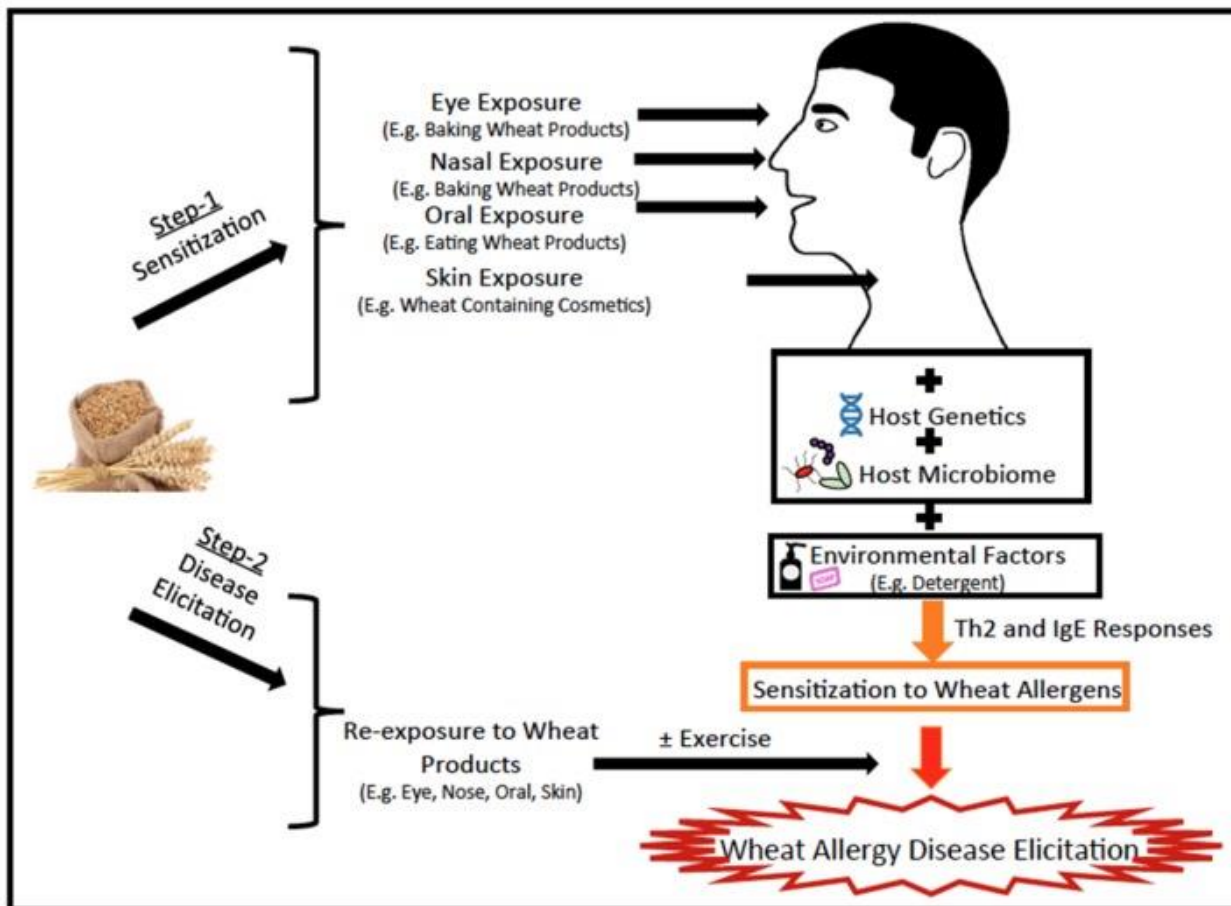 Step-1
Sensitization
Eye Exposure
(E.g. Baking Wheat Products)
Nasal Exposure
(E.g. Baking Wheat Products)
Oral Exposure
(E.g. Eating Wheat Products)
Skin Exposure
(E.g. Wheat Containing Cosmetics)
Host Genetics
Host Microbiome
Environmental Factors
(E.g. Detergent)
SOAP
Th2 and IgE Responses
Sensitization to Wheat Allergens
Step-2
Disease
Elicitation
Re-exposure to Wheat
Products
(E.g. Eye, Nose, Oral, Skin)
± Exercise
Wheat Allergy Disease Elicitation